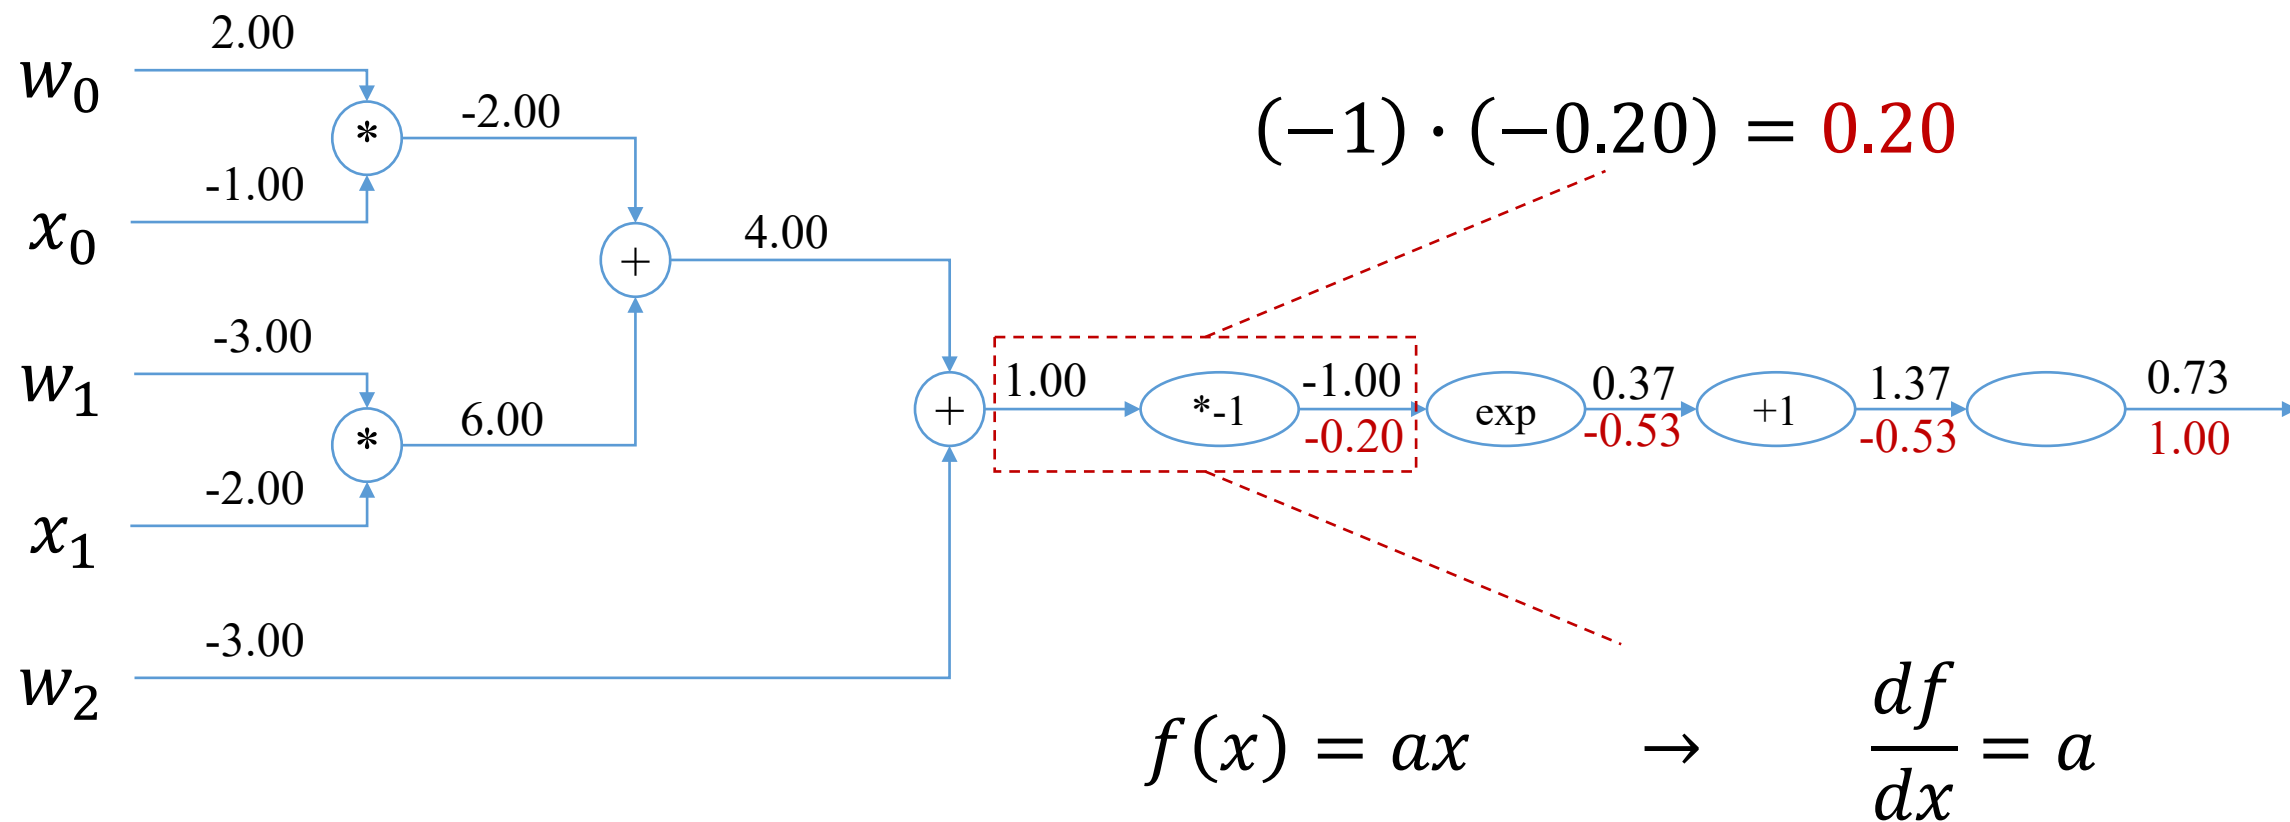 2.00
w₀
*
-2.00
(−1) · (−0.20) = 0.20
-1.00
x₀
+
4.00
-3.00
w₁
*
6.00
-2.00
x₁
+
1.00
*-1
-1.00
-0.20
exp
0.37
-0.53
+1
1.37
-0.53
0.73
1.00
-3.00
w₂
f(x) = ax → df/dx = a